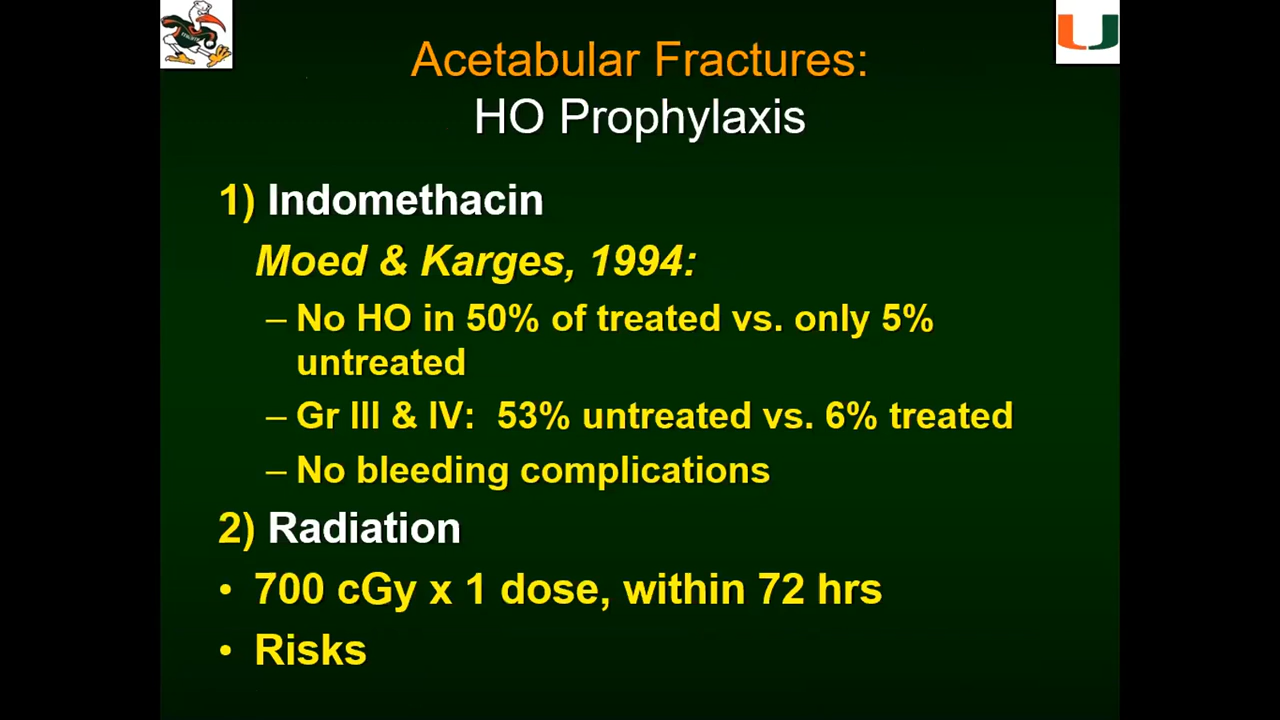 Acetabular Fractures:
HO Prophylaxis
1) Indomethacin
Moed & Karges, 1994:
– No HO in 50% of treated vs. only 5%
untreated
– Gr III & IV: 53% untreated vs. 6% treated
– No bleeding complications
2) Radiation
• 700 cGy x 1 dose, within 72 hrs
• Risks